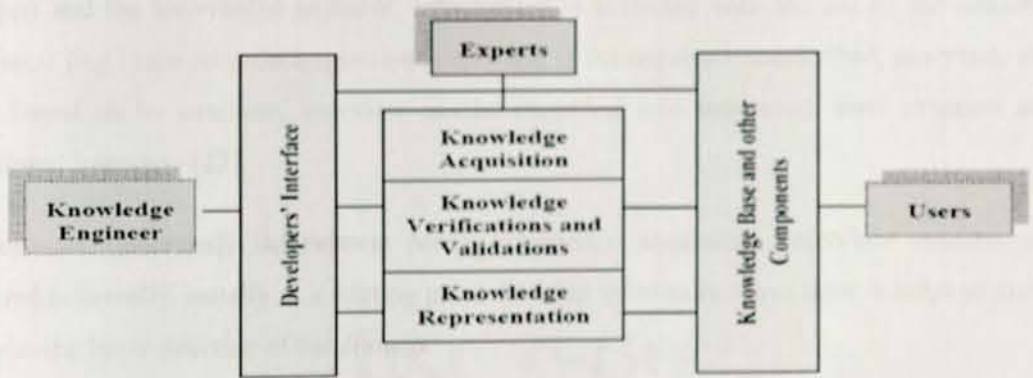 Experts
Developers' Interface
Knowledge
Acquisition
Knowledge
Verifications and
Validations
Knowledge
Representation
Knowledge Base and other
Components
Knowledge
Engineer
Users